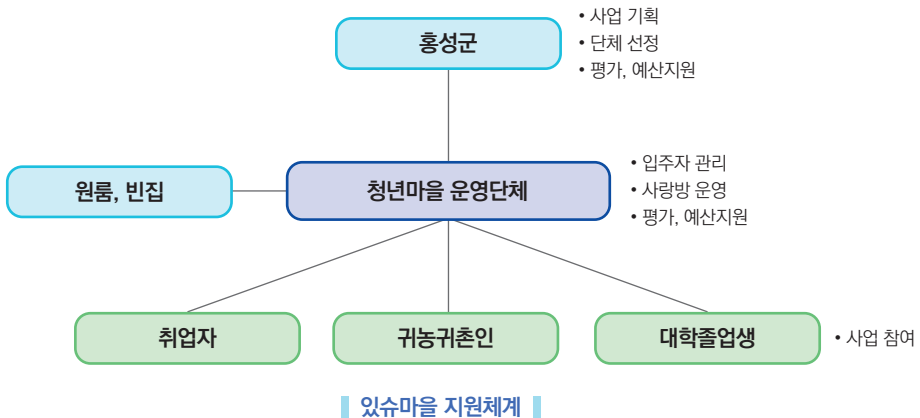 홍성군
• 사업 기획
• 단체 선정
• 평가, 예산지원
원룸, 빈집
청년마을 운영단체
• 입주자 관리
• 사랑방 운영
• 평가, 예산지원
취업자
귀농귀촌인
대학졸업생
• 사업 참여
있슈마을 지원체계